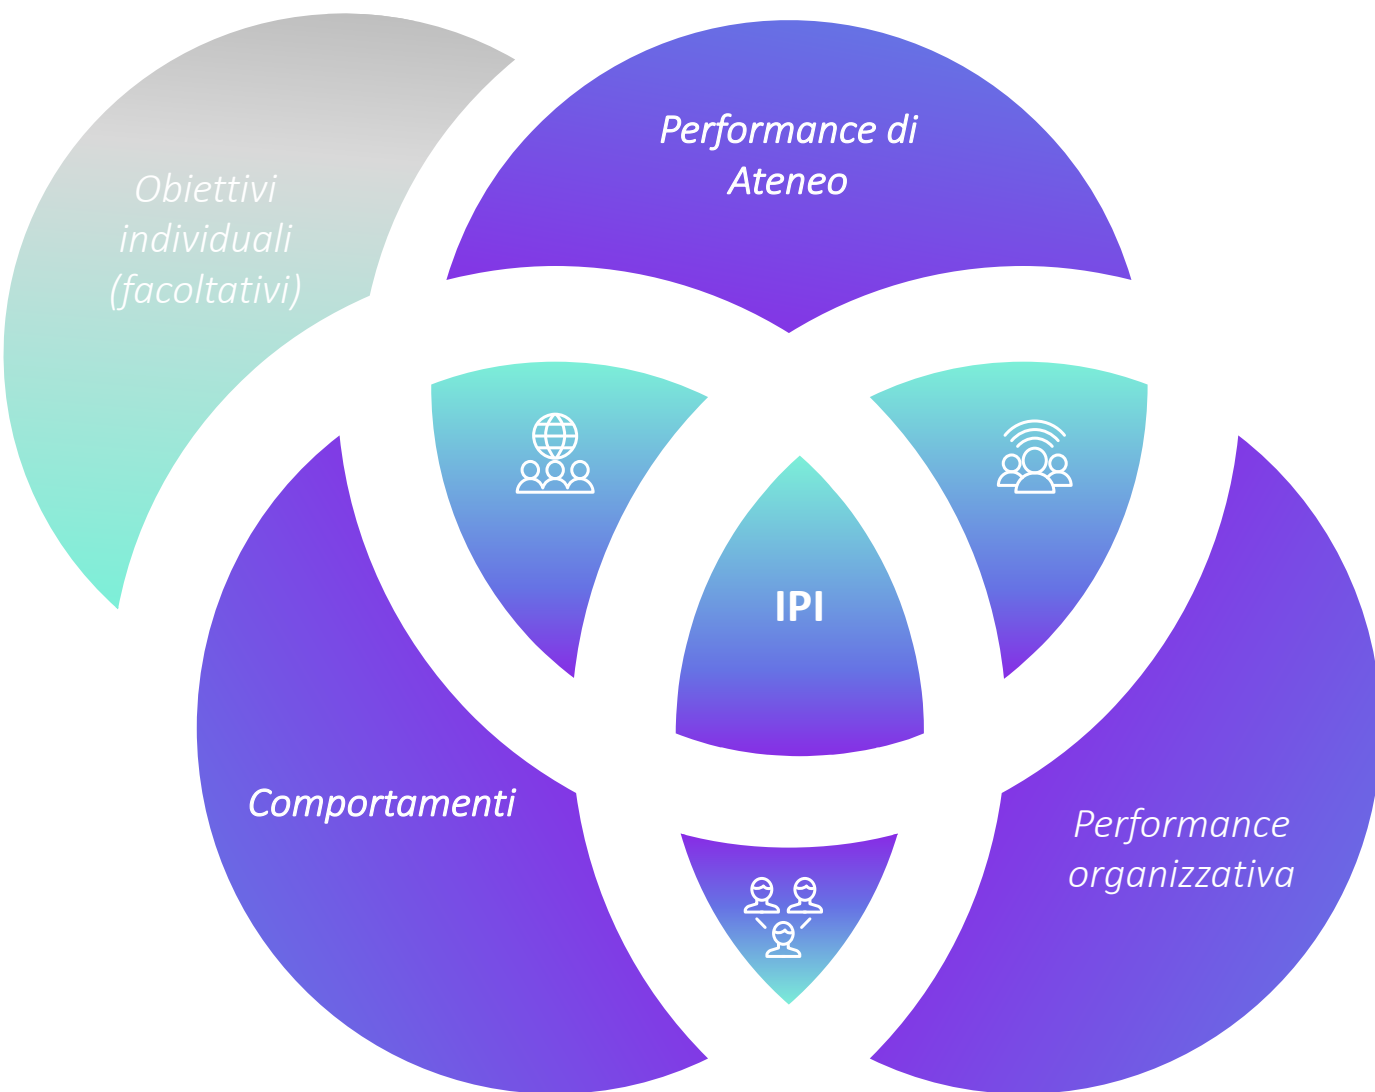 Obiettivi
individuali
(facoltativi)
Performance di
Ateneo
IPI
Comportamenti
Performance
organizzativa